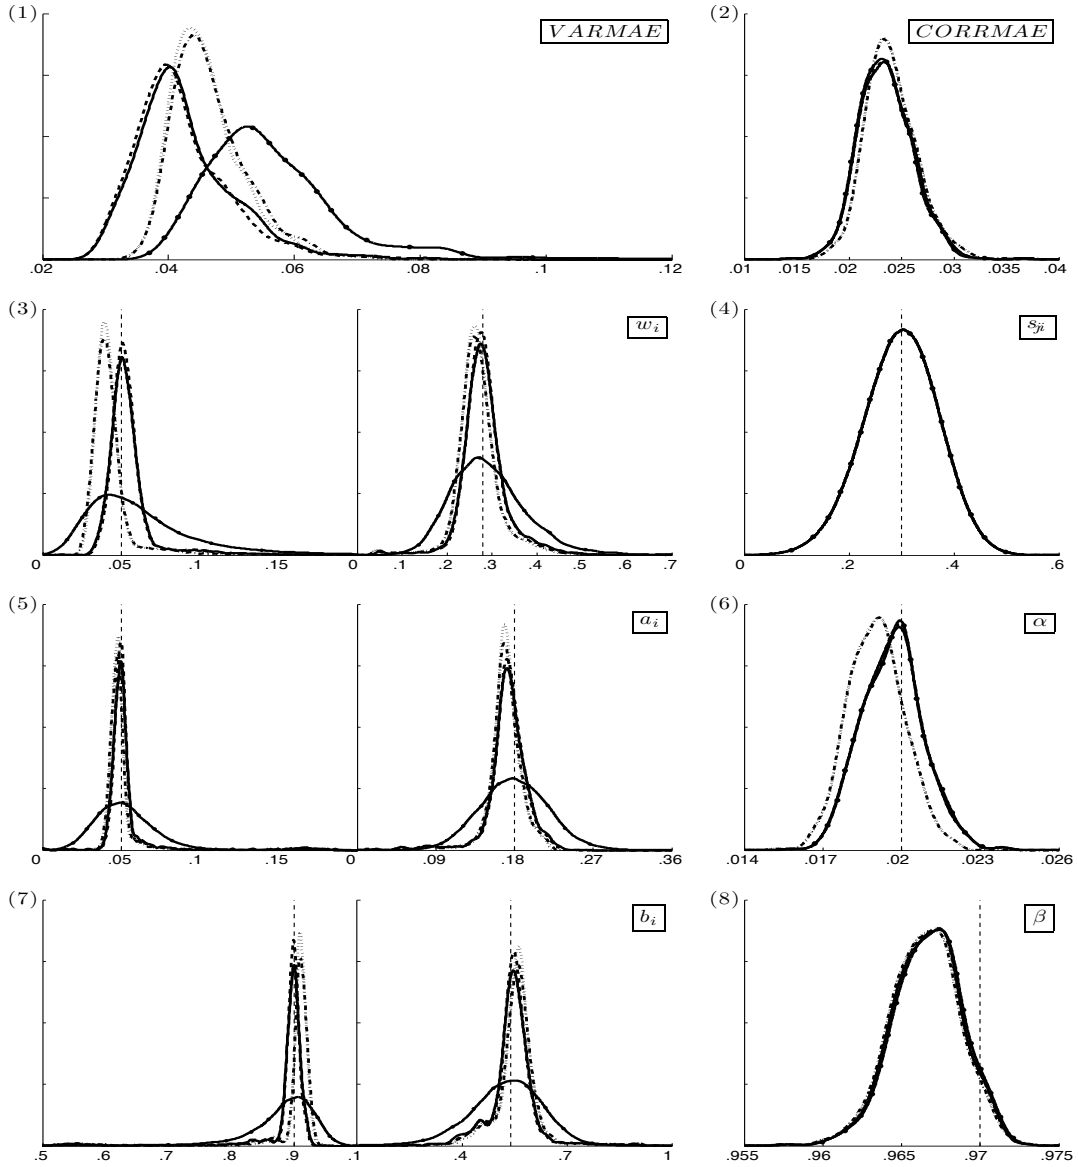 (1) VARMAE (2) CORRMAE
.02 .04 .06 .08 .1 .12 .01 .015 .02 .025 .03 .035 .04
(3) w_i (4) s_{ji}
0 .05 .1 .15 0 .1 .2 .3 .4 .5 .6 .7 0 .2 .4 .6
(5) a_i (6) α
0 .05 .1 .15 0 .09 .18 .27 .36 .014 .017 .02 .023 .026
(7) b_i (8) β
.5 .6 .7 .8 .9 .1 .4 .7 1 .955 .96 .965 .97 .975